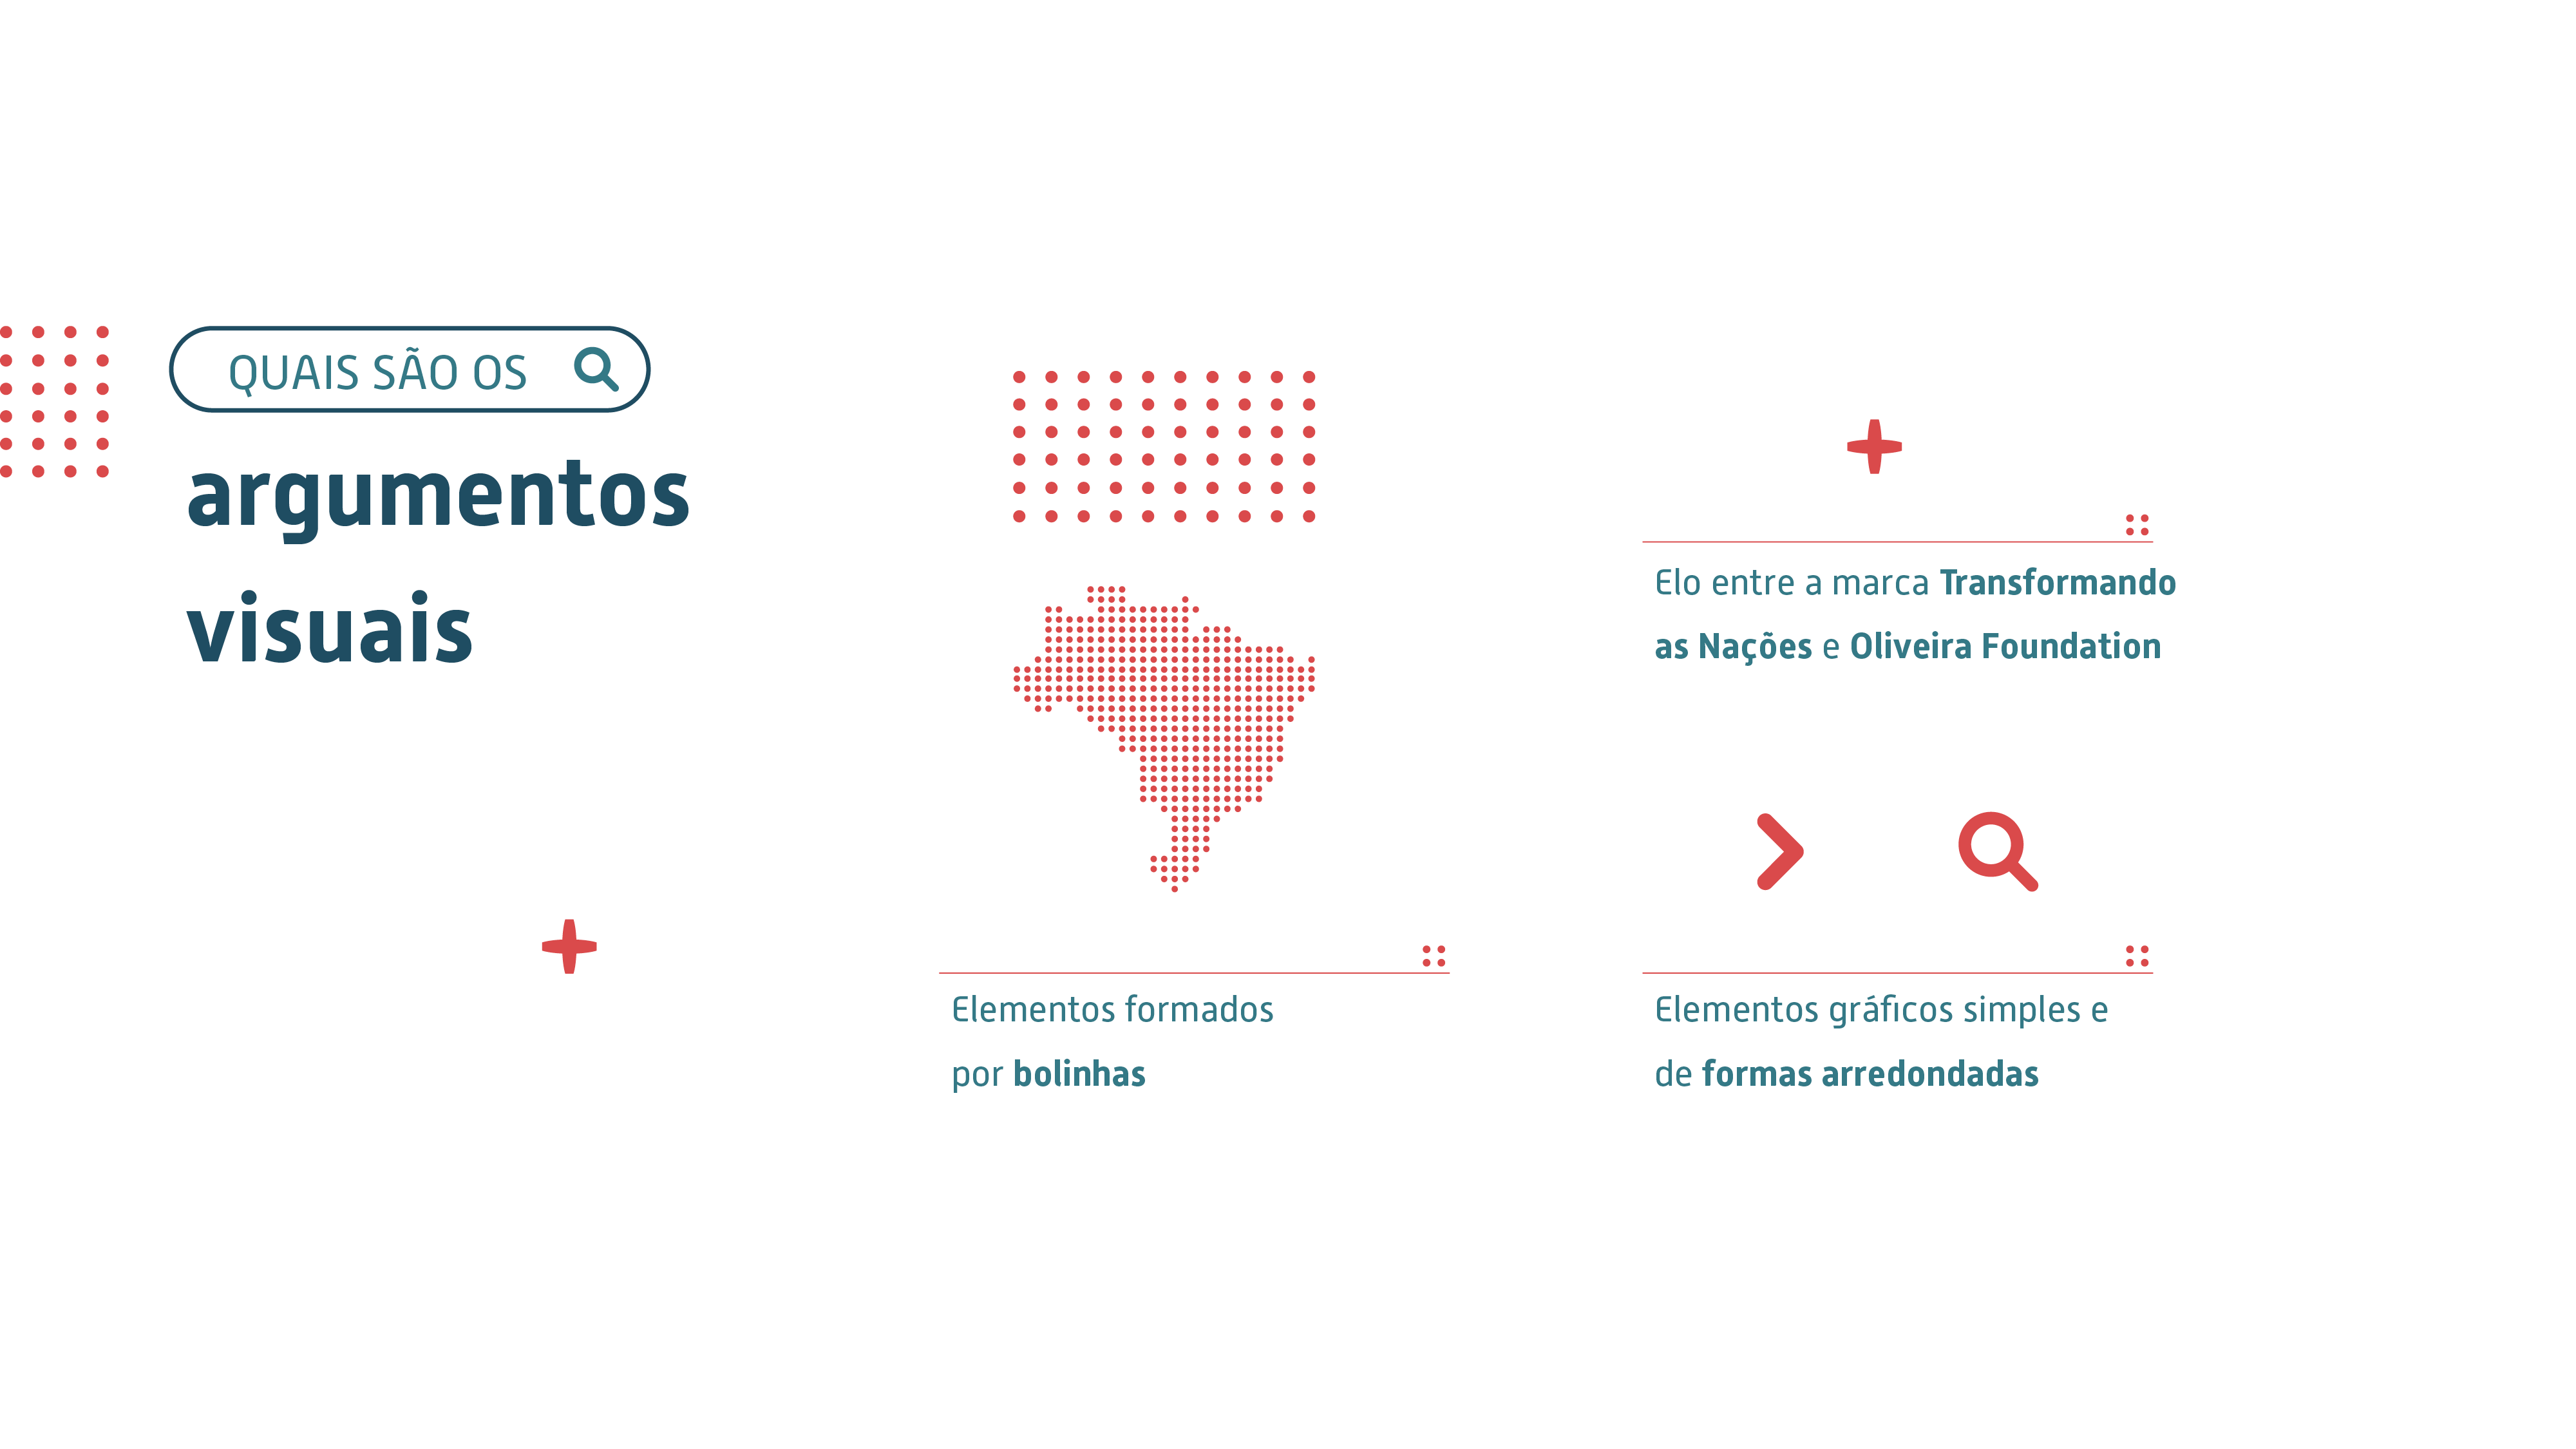 QUAIS SÃO OS
argumentos
visuais
Elementos formados
por bolinhas
Elo entre a marca Transformando
as Nações e Oliveira Foundation
Elementos gráficos simples e
de formas arredondadas